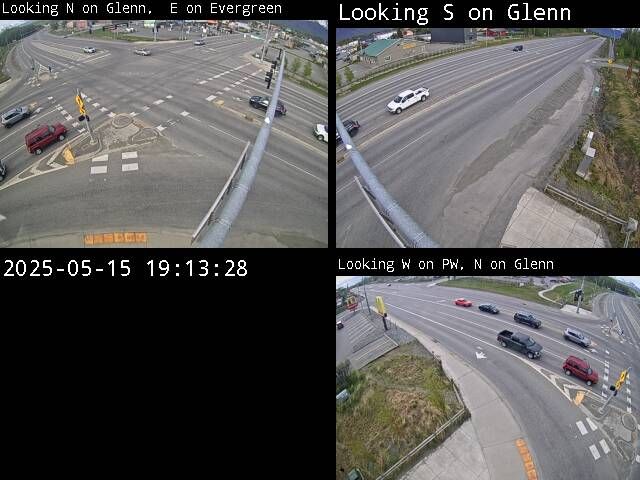 Looking N on Glenn,  E on Evergreen
Looking S on Glenn
2025-05-15 19:13:28
Looking W on PW, N on Glenn